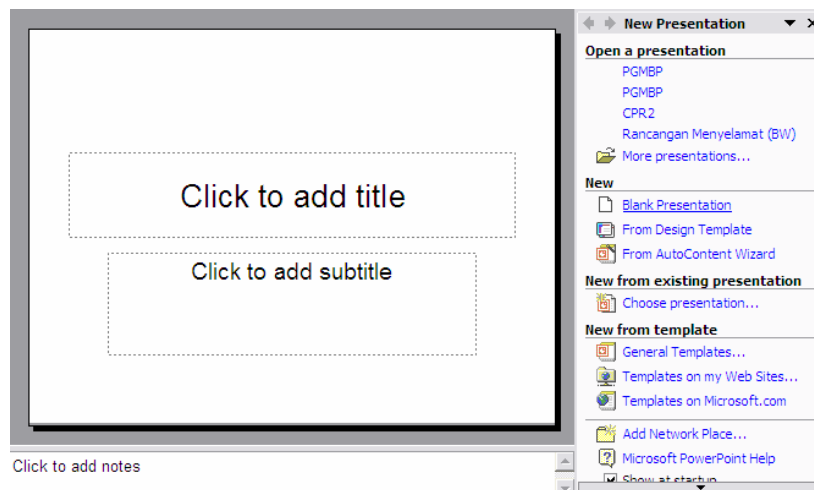 Click to add title
Click to add subtitle
Click to add notes
New Presentation
Open a presentation
PGMBP
PGMBP
CPR2
Rancangan Menyelamat (BW)
More presentations...
New
Blank Presentation
From Design Template
From AutoContent Wizard
New from existing presentation
Choose presentation...
New from template
General Templates...
Templates on my Web Sites...
Templates on Microsoft.com
Add Network Place...
Microsoft PowerPoint Help
Show at startup